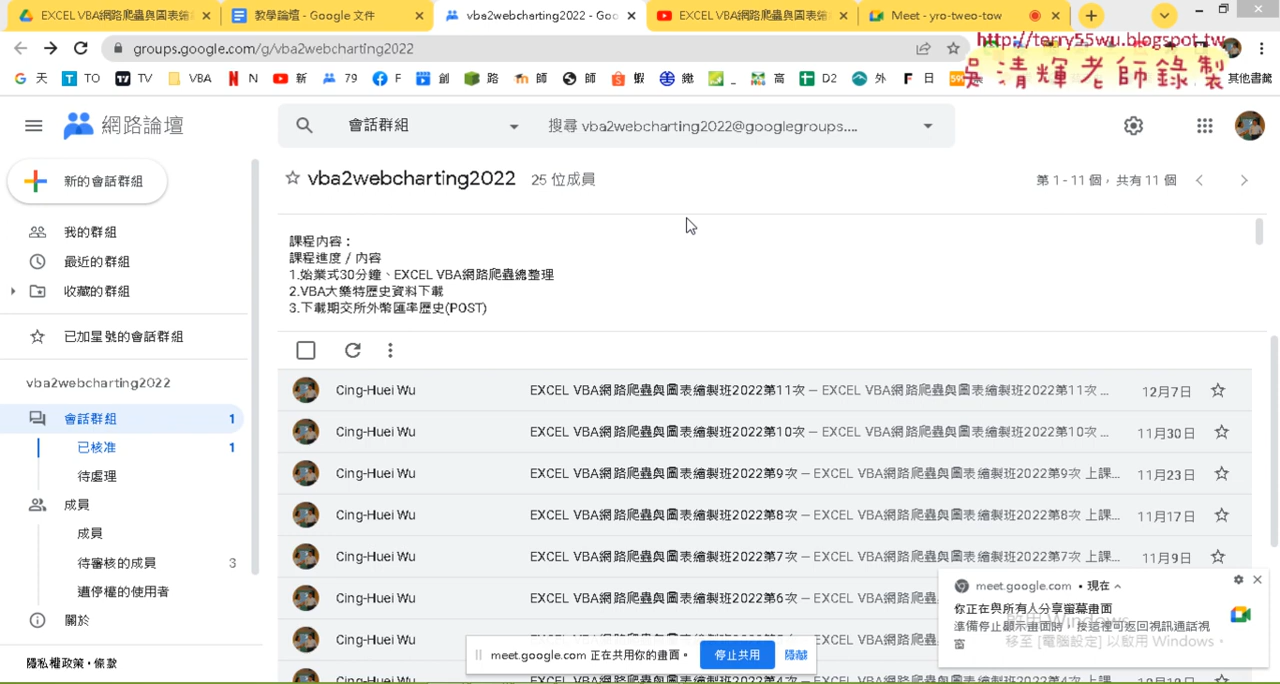 EXCEL VBA網路爬蟲與圖表繪
教學論壇 - Google 文件
vba2webcharting2022 - Goo
EXCEL VBA網路爬蟲與圖表繪
Meet - yro-tweo-tow
groups.google.com/g/vba2webcharting2022
http://terry55wu.blogspot.tw
吳清輝老師錄製
天 TO TV VBA N 新 79 F 創 路 師 師 蝦 鐵 _ 高 D2 外 日 其他書籤
網路論壇
會話群組
搜尋 vba2webcharting2022@googlegroups....
新的會話群組
vba2webcharting2022 25 位成員
第 1 - 11 個，共有 11 個
我的群組
最近的群組
收藏的群組
已加星號的會話群組
vba2webcharting2022
會話群組 1
已核准 1
待處理
成員
成員
待審核的成員 3
遭停權的使用者
關於
隱私權政策 • 條款
課程內容：
課程進度 / 內容
1.始業式30分鐘、EXCEL VBA網路爬蟲總整理
2.VBA大樂特歷史資料下載
3.下載期交所外幣匯率歷史(POST)
Cing-Huei Wu EXCEL VBA網路爬蟲與圖表繪製班2022第11次 – EXCEL VBA網路爬蟲與圖表繪製班2022第11次 ... 12月7日
Cing-Huei Wu EXCEL VBA網路爬蟲與圖表繪製班2022第10次 – EXCEL VBA網路爬蟲與圖表繪製班2022第10次 ... 11月30日
Cing-Huei Wu EXCEL VBA網路爬蟲與圖表繪製班2022第9次 – EXCEL VBA網路爬蟲與圖表繪製班2022第9次 上課... 11月23日
Cing-Huei Wu EXCEL VBA網路爬蟲與圖表繪製班2022第8次 – EXCEL VBA網路爬蟲與圖表繪製班2022第8次 上課... 11月17日
Cing-Huei Wu EXCEL VBA網路爬蟲與圖表繪製班2022第7次 – EXCEL VBA網路爬蟲與圖表繪製班2022第7次 上課... 11月9日
Cing-Huei Wu EXCEL VBA網路爬蟲與圖表繪製班2022第6次 – EXCEL VBA網路爬蟲與圖表
Cing-Huei Wu
meet.google.com • 現在
你正在與所有人分享螢幕畫面
準備停止顯示畫面時，按這裡可返回視訊通話視窗
移至 [電腦設定] 以啟用 Windows。
meet.google.com 正在共用你的畫面。 停止共用 隱藏